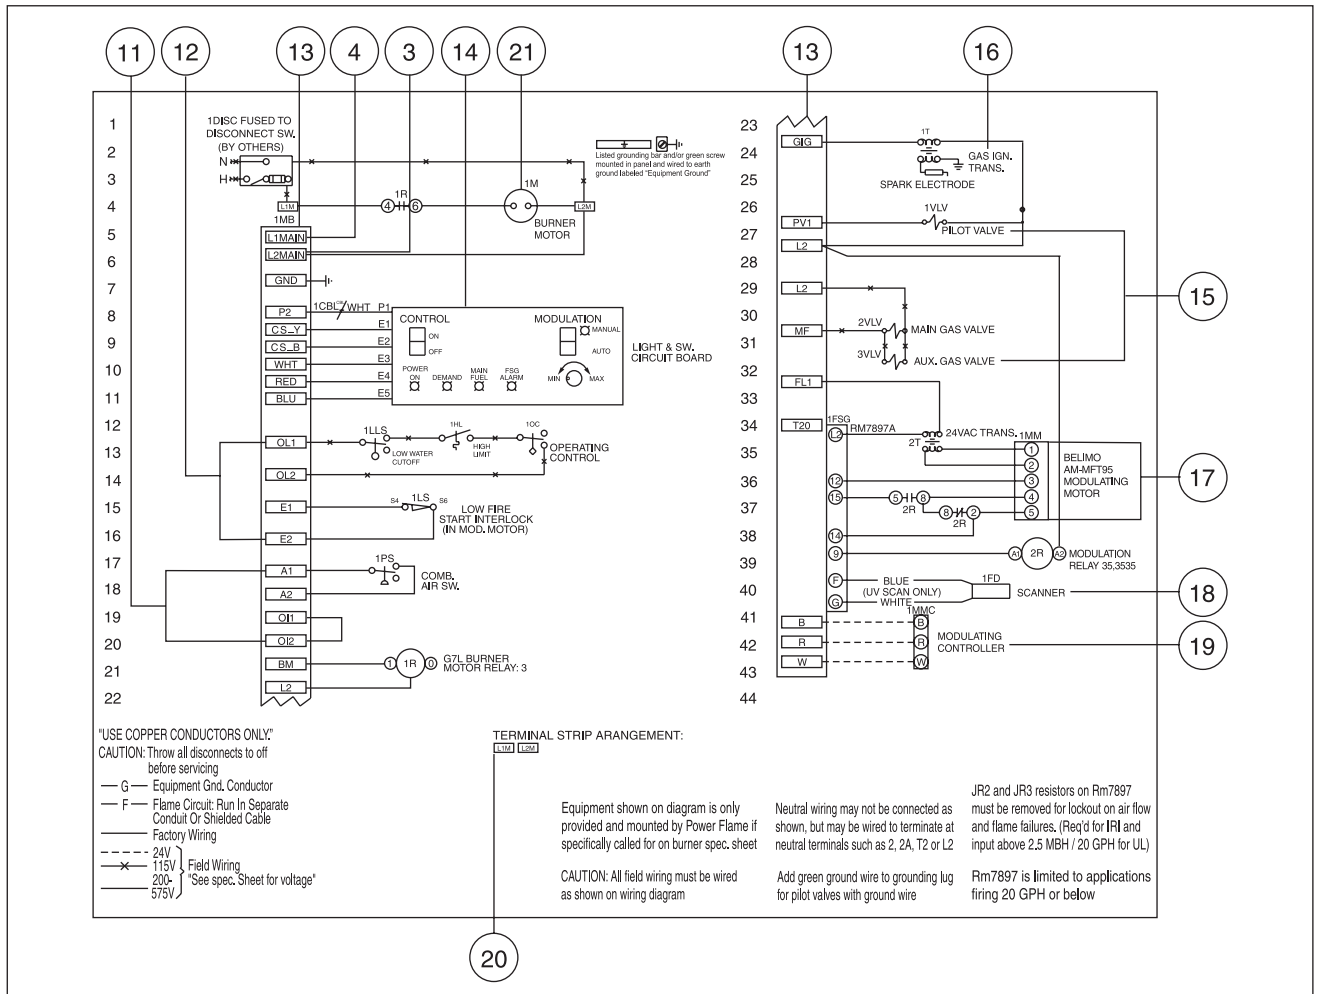 11
12
13
4
3
14
21
13
16
1
2
3
4
5
6
7
8
9
10
11
12
13
14
15
16
17
18
19
20
21
22
1DISC FUSED TO
DISCONNECT SW.
(BY OTHERS)
N
H
L1M
1R
4
6
1M
L2M
BURNER
MOTOR
Listed grounding bar and/or green screw
mounted in panel and wired to earth
ground labeled "Equipment Ground"
1MB
L1MAIN
L2MAIN
GND
P2
CS_Y
CS_B
WHT
RED
BLU
1CBL
WHT
P1
E1
E2
E3
E4
E5
CONTROL
ON
OFF
MODULATION
MANUAL
AUTO
POWER
ON
DEMAND
MAIN
FUEL
FSG
ALARM
MIN
MAX
LIGHT & SW.
CIRCUIT BOARD
OL1
1LLS
LOW WATER
CUTOFF
1HL
HIGH
LIMIT
1OC
OPERATING
CONTROL
OL2
E1
S4
1LS
S6
LOW FIRE
START INTERLOCK
(IN MOD. MOTOR)
E2
A1
1PS
COMB.
AIR SW.
A2
OI1
OI2
BM
1
1R
0
G7L BURNER
MOTOR RELAY: 3
L2
23
24
25
26
27
28
29
30
31
32
33
34
35
36
37
38
39
40
41
42
43
44
GIG
1T
GAS IGN.
TRANS.
SPARK ELECTRODE
PV1
1VLV
PILOT VALVE
L2
L2
MF
2VLV
MAIN GAS VALVE
3VLV
AUX. GAS VALVE
15
FL1
T20
1FSG
L2
RM7897A
24VAC TRANS.
2T
1MM
1
2
3
4
5
BELIMO
AM-MFT95
MODULATING
MOTOR
17
12
15
5
8
2R
8
2
2R
14
9
A1
2R
A2
MODULATION
RELAY 35,3535
F
BLUE
(UV SCAN ONLY)
G
WHITE
1FD
SCANNER
18
1MMC
B
B
R
R
W
W
MODULATING
CONTROLLER
19
"USE COPPER CONDUCTORS ONLY."
CAUTION: Throw all disconnects to off
before servicing
G Equipment Gnd. Conductor
F Flame Circuit: Run In Separate
Conduit Or Shielded Cable
Factory Wiring
24V
115V Field Wiring
200- "See spec. Sheet for voltage"
575V
TERMINAL STRIP ARANGEMENT:
L1M L2M
Equipment shown on diagram is only
provided and mounted by Power Flame if
specifically called for on burner spec. sheet
CAUTION: All field wiring must be wired
as shown on wiring diagram
Neutral wiring may not be connected as
shown, but may be wired to terminate at
neutral terminals such as 2, 2A, T2 or L2
Add green ground wire to grounding lug
for pilot valves with ground wire
JR2 and JR3 resistors on Rm7897
must be removed for lockout on air flow
and flame failures. (Req'd for IRI and
input above 2.5 MBH / 20 GPH for UL)
Rm7897 is limited to applications
firing 20 GPH or below
20